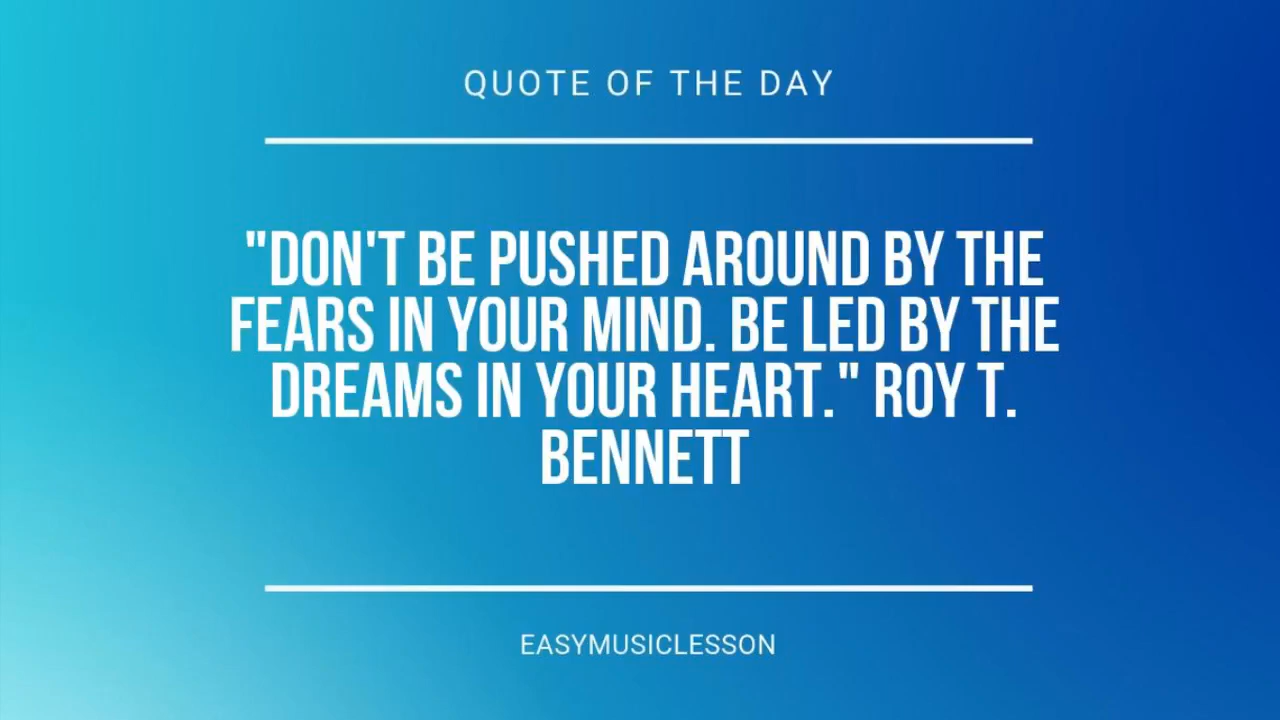 QUOTE OF THE DAY
"DON'T BE PUSHED AROUND BY THE
FEARS IN YOUR MIND. BE LED BY THE
DREAMS IN YOUR HEART." ROY T.
BENNETT
EASYMUSICLESSON